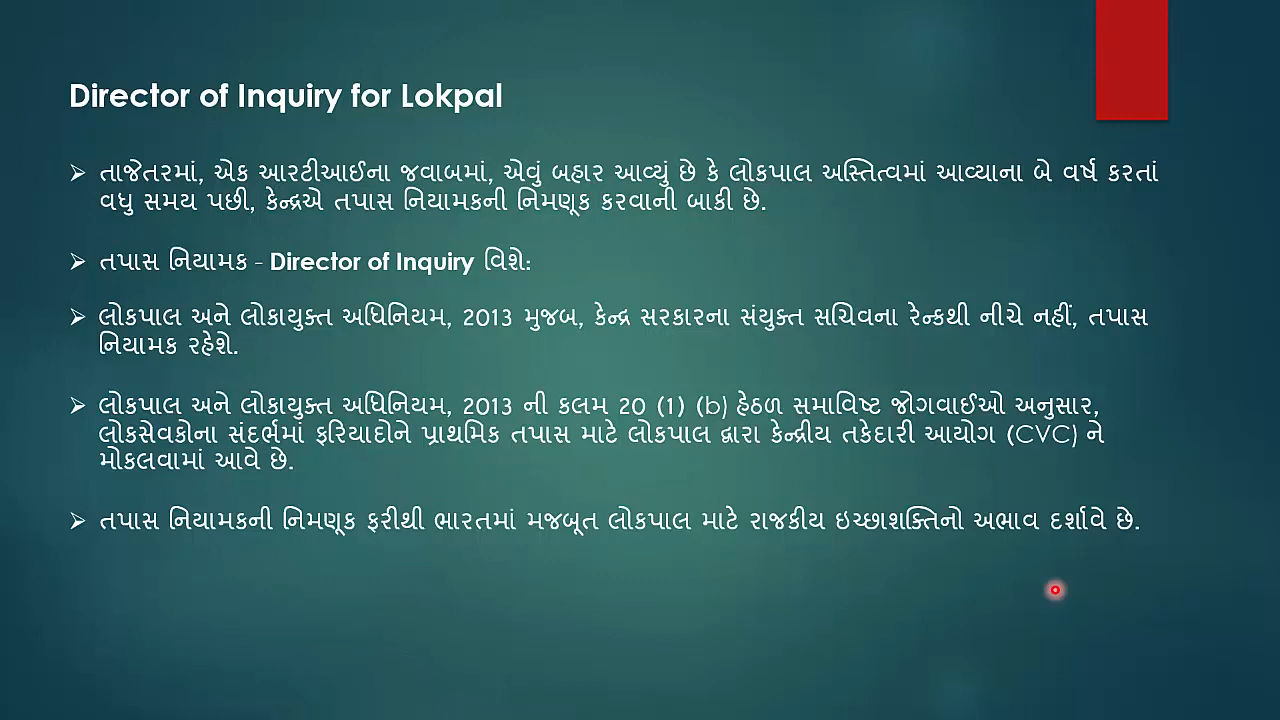 Director of Inquiry for Lokpal
➢ તાજેતરમાં, એક આરટીઆઈના જવાબમાં, એવું બહાર આવ્યું છે કે લોકપાલ અસ્તિત્વમાં આવ્યાના બે વર્ષ કરતાં
વધુ સમય પછી, કેન્દ્રએ તપાસ નિયામકની નિમણૂક કરવાની બાકી છે.
➢ તપાસ નિયામક - Director of Inquiry વિશે:
➢ લોકપાલ અને લોકાયુક્ત અધિનિયમ, 2013 મુજબ, કેન્દ્ર સરકારના સંયુક્ત સચિવના રેન્કથી નીચે નહીં, તપાસ
નિયામક રહેશે.
➢ લોકપાલ અને લોકાયુક્ત અધિનિયમ, 2013 ની કલમ 20 (1) (b) હેઠળ સમાવિષ્ટ જોગવાઈઓ અનુસાર,
લોકસેવકોના સંદર્ભમાં ફરિયાદોને પ્રાથમિક તપાસ માટે લોકપાલ દ્વારા કેન્દ્રીય તકેદારી આયોગ (CVC) ને
મોકલવામાં આવે છે.
➢ તપાસ નિયામકની નિમણૂક ફરીથી ભારતમાં મજબૂત લોકપાલ માટે રાજકીય ઇચ્છાશક્તિનો અભાવ દર્શાવે છે.